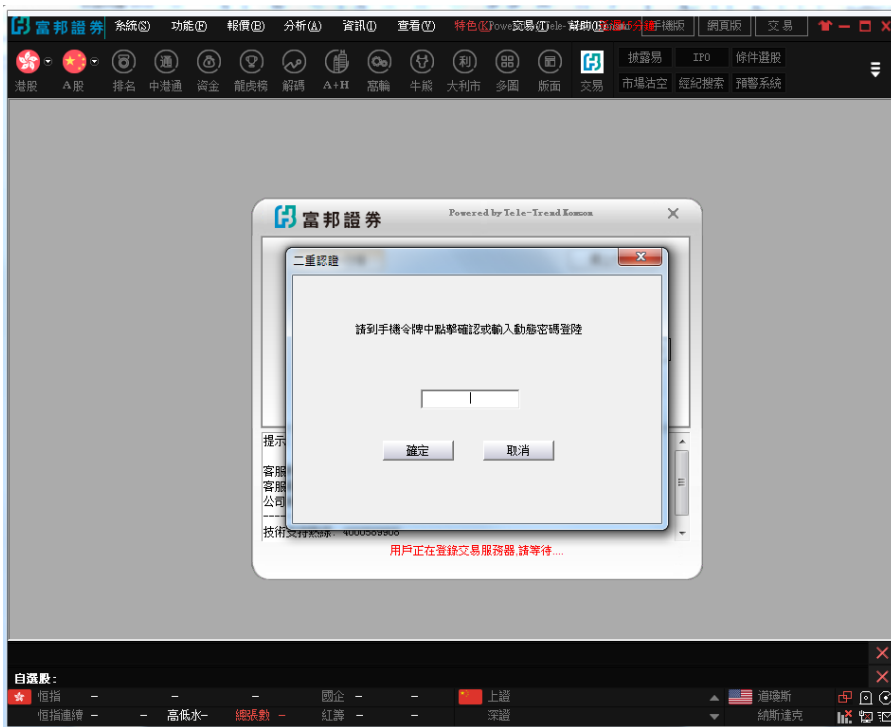 富邦證券 系統(S) 功能(F) 報價(B) 分析(A) 資訊(I) 查看(V) 特色(K) 交易(T) 幫助(H) 手機版 網頁版 交易
披露易 IPO 條件選股
港股 A股 排名 中港通 資金 龍虎榜 解碼 A+H 窩輪 牛熊 大利市 多圖 版面 交易 市場沽空 經紀搜索 預警系統
富邦證券 Powered by Tele-Trend Konson
二重認證
請到手機令牌中點擊確認或輸入動態密碼登陸
確定 取消
提示
客服
客服
公司
技術支持熱線: 4000589908
用戶正在登錄交易服務器,請等待....
自選股:
恒指 - - - 國企 - - 上證 道瓊斯
恒指連續 - - 高低水- 總張數 - 紅籌 - - 深證 納斯達克